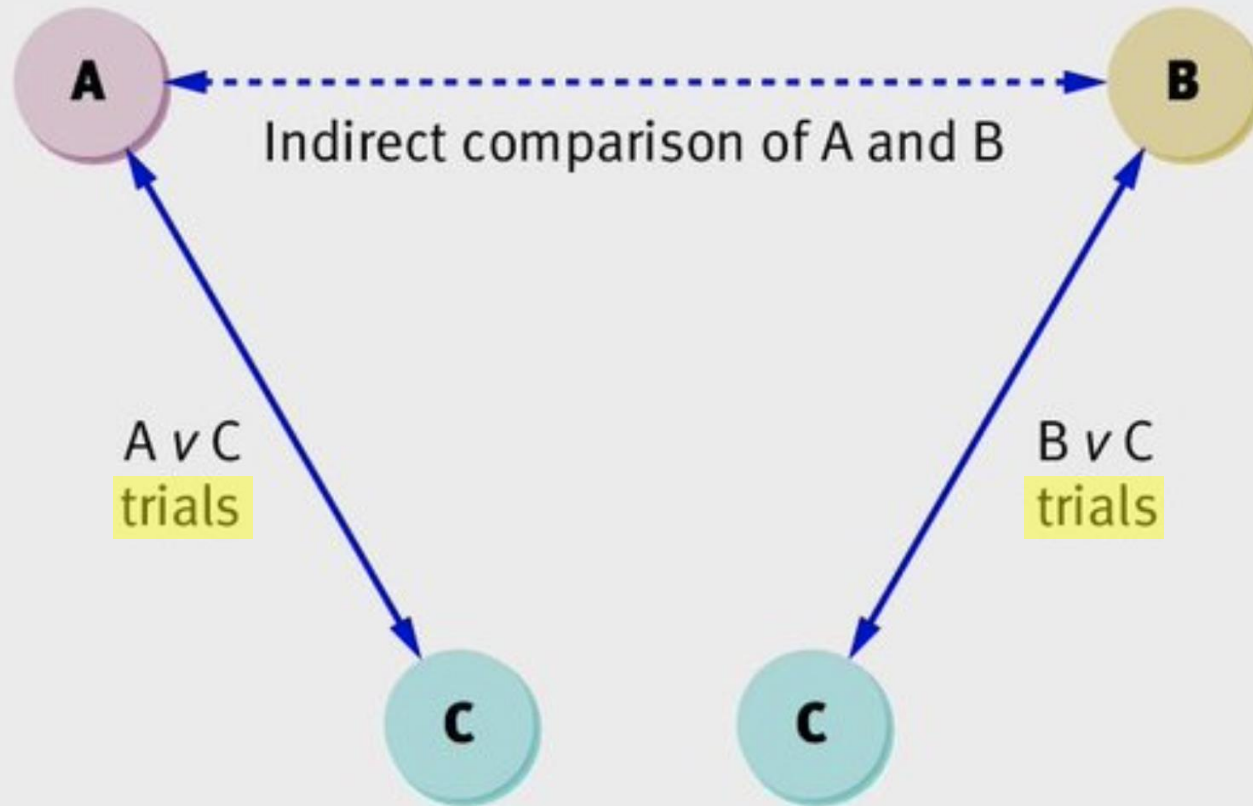 A
B
Indirect comparison of A and B
A v C
trials
B v C
trials
C
C